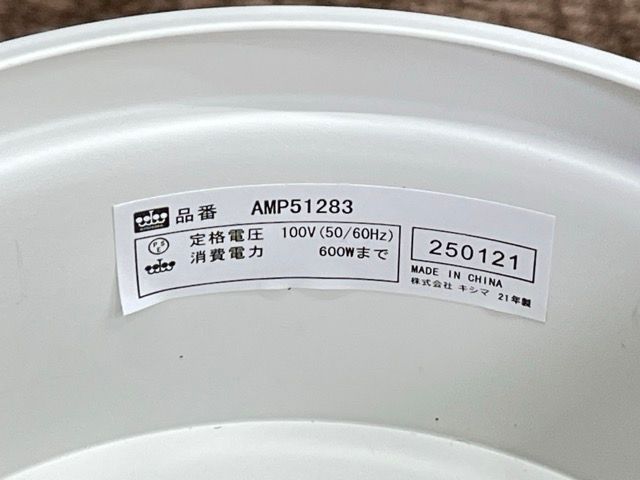 品番 AMP51283
PSE
定格電圧 100V(50/60Hz)
消費電力 600Wまで
250121
MADE IN CHINA
株式会社 キシマ 21年製